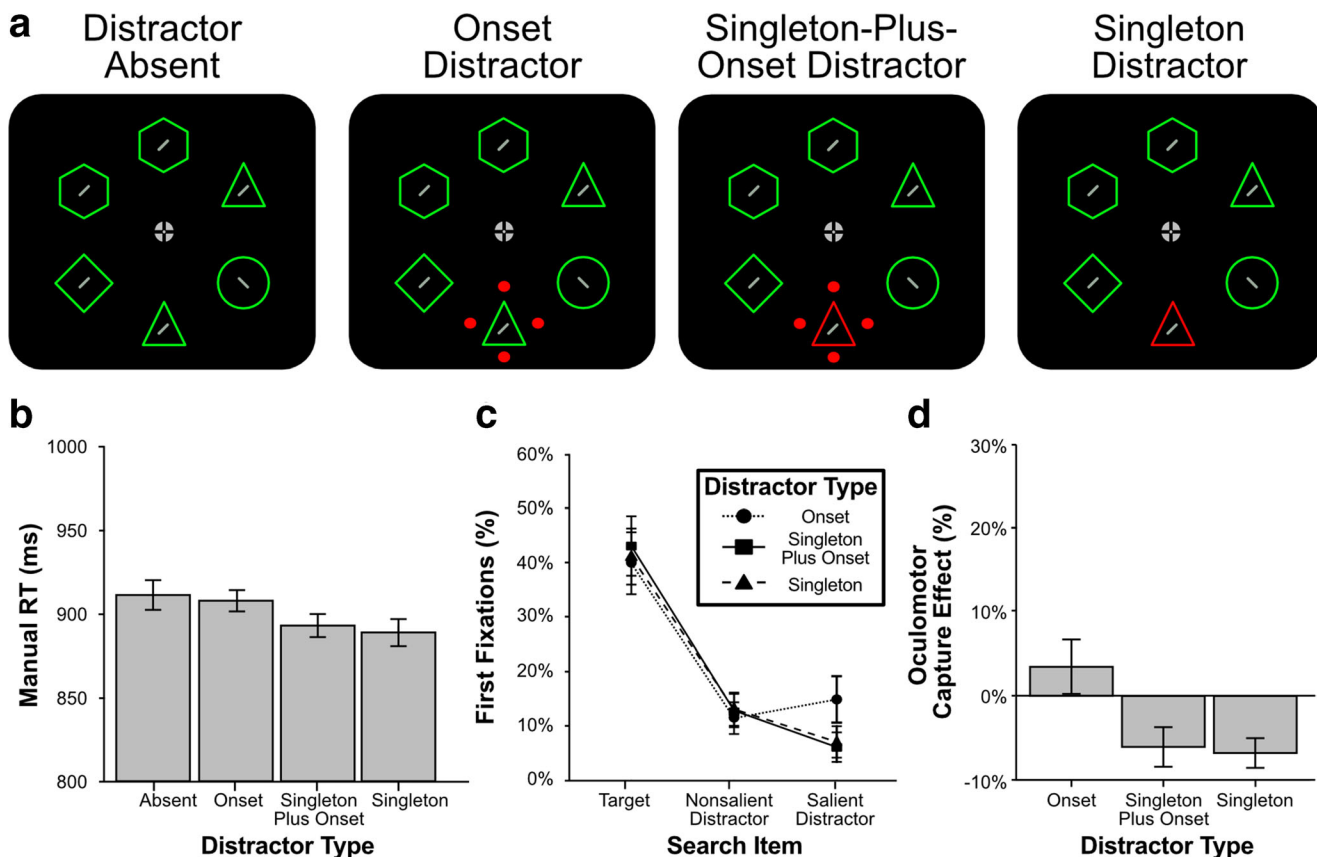 a
Distractor
Absent
Onset
Distractor
Singleton-Plus-
Onset Distractor
Singleton
Distractor
b
1000
950
900
850
800
Manual RT (ms)
Absent
Onset
Singleton
Plus Onset
Singleton
Distractor Type
c
60%
50%
40%
30%
20%
10%
0%
First Fixations (%)
Distractor Type
Onset
Singleton
Plus Onset
Singleton
Target
Nonsalient
Distractor
Salient
Distractor
Search Item
d
30%
20%
10%
0%
-10%
Oculomotor
Capture Effect (%)
Onset
Singleton
Plus Onset
Singleton
Distractor Type